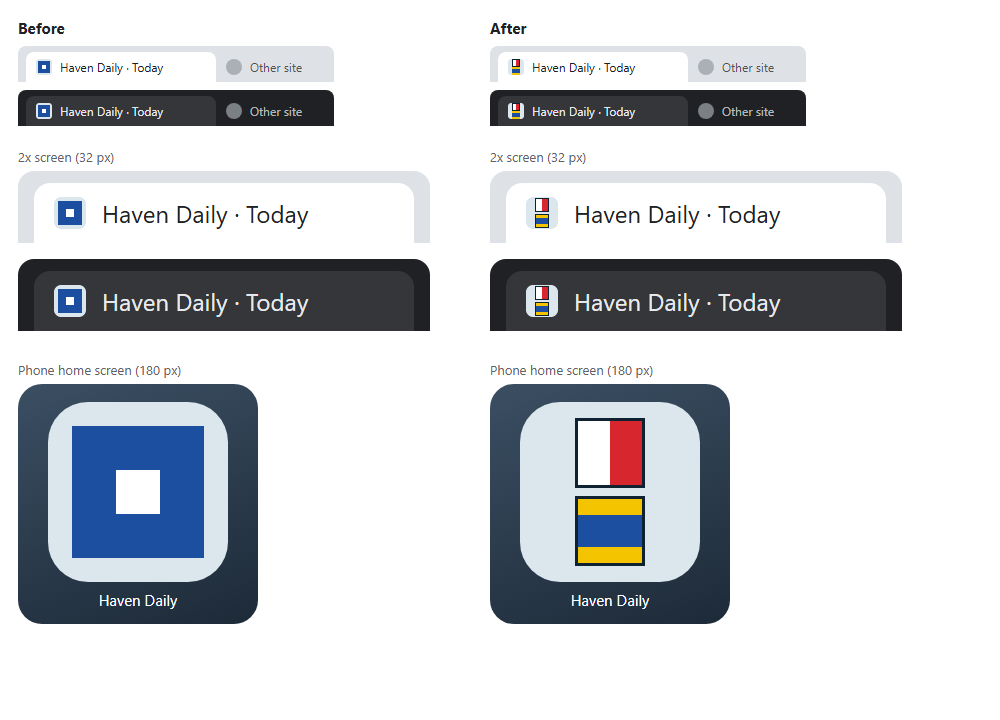 Before
Haven Daily · Today
Other site
Haven Daily · Today
Other site
2x screen (32 px)
Haven Daily · Today
Haven Daily · Today
Phone home screen (180 px)
Haven Daily
After
Haven Daily · Today
Other site
Haven Daily · Today
Other site
2x screen (32 px)
Haven Daily · Today
Haven Daily · Today
Phone home screen (180 px)
Haven Daily